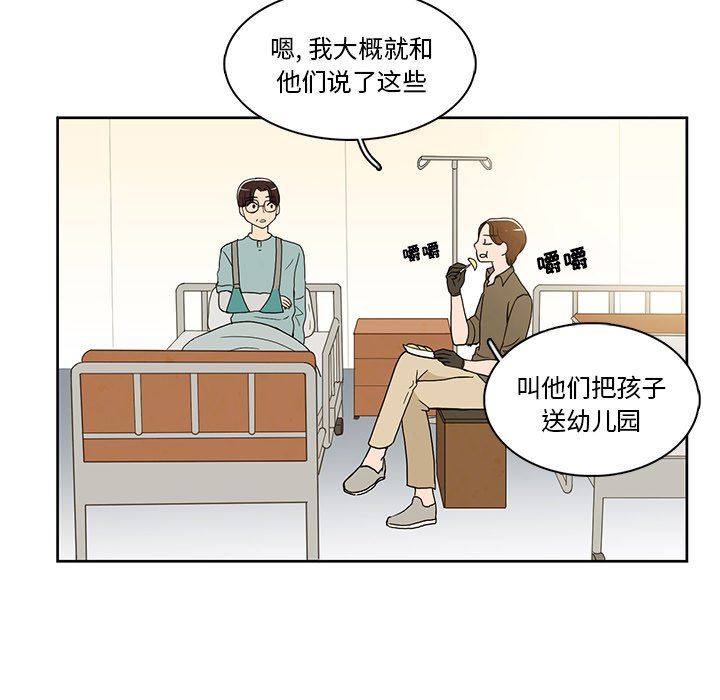 嗯, 我大概就和
他们说了这些
嚼嚼
嚼嚼
叫他们把孩子
送幼儿园